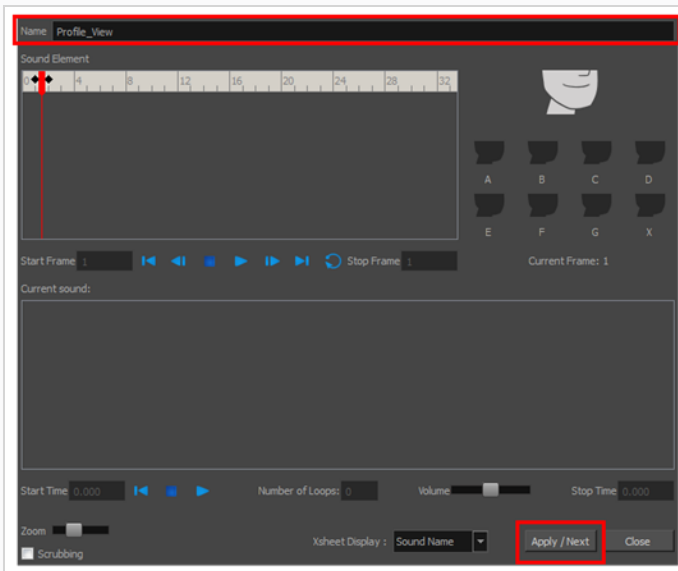 Name Profile_View
Sound Element
0 4 8 12 16 20 24 28 32
A B C D
E F G X
Start Frame 1 Stop Frame 1 Current Frame: 1
Current sound:
Start Time 0.000 Number of Loops: 0 Volume Stop Time 0.000
Zoom
Xsheet Display : Sound Name Apply / Next Close
Scrubbing